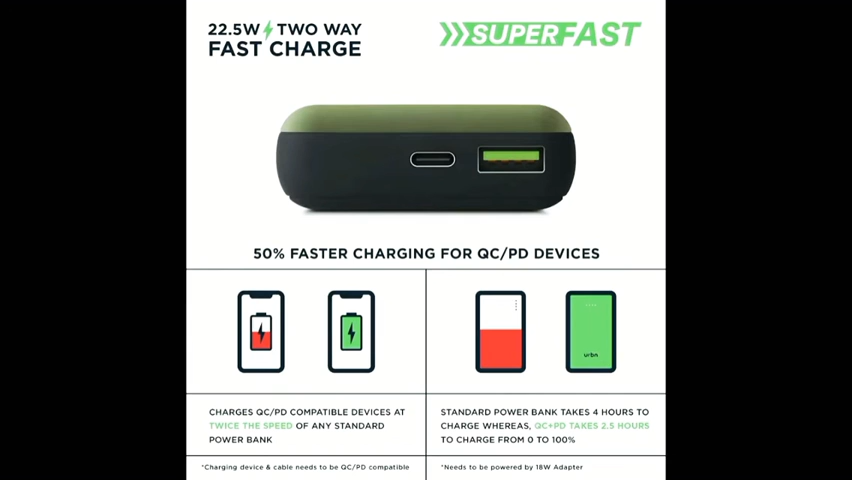 22.5W TWO WAY
FAST CHARGE
SUPERFAST
50% FASTER CHARGING FOR QC/PD DEVICES
urbn
CHARGES QC/PD COMPATIBLE DEVICES AT
TWICE THE SPEED OF ANY STANDARD
POWER BANK
STANDARD POWER BANK TAKES 4 HOURS TO
CHARGE WHEREAS, QC+PD TAKES 2.5 HOURS
TO CHARGE FROM 0 TO 100%
*Charging device & cable needs to be QC/PD compatible
*Needs to be powered by 18W Adapter